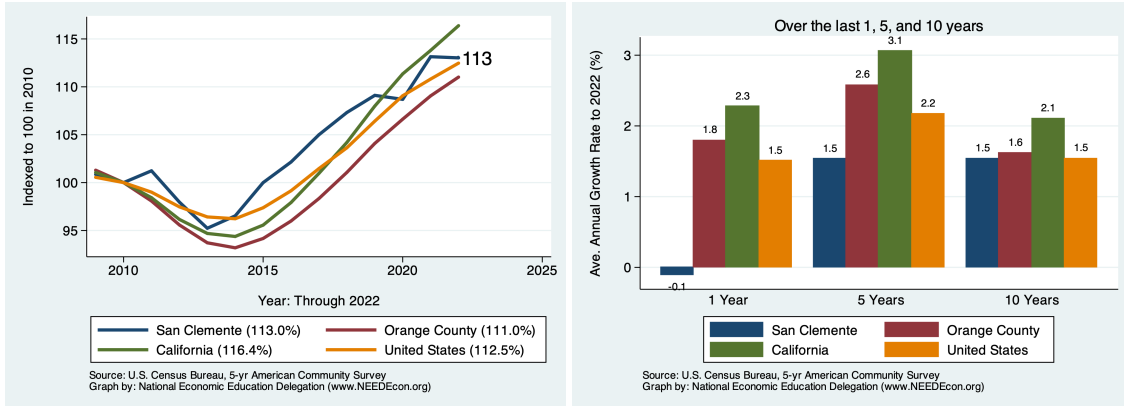 Indexed to 100 in 2010
115
110
105
100
95
113
2010
2015
2020
2025
Year: Through 2022
San Clemente (113.0%)
Orange County (111.0%)
California (116.4%)
United States (112.5%)
Source: U.S. Census Bureau, 5-yr American Community Survey
Graph by: National Economic Education Delegation (www.NEEDEcon.org)
Over the last 1, 5, and 10 years
Ave. Annual Growth Rate to 2022 (%)
3
2
1
0
-0.1
1.8
2.3
1.5
1.5
2.6
3.1
2.2
1.5
1.6
2.1
1.5
1 Year
5 Years
10 Years
San Clemente
Orange County
California
United States
Source: U.S. Census Bureau, 5-yr American Community Survey
Graph by: National Economic Education Delegation (www.NEEDEcon.org)